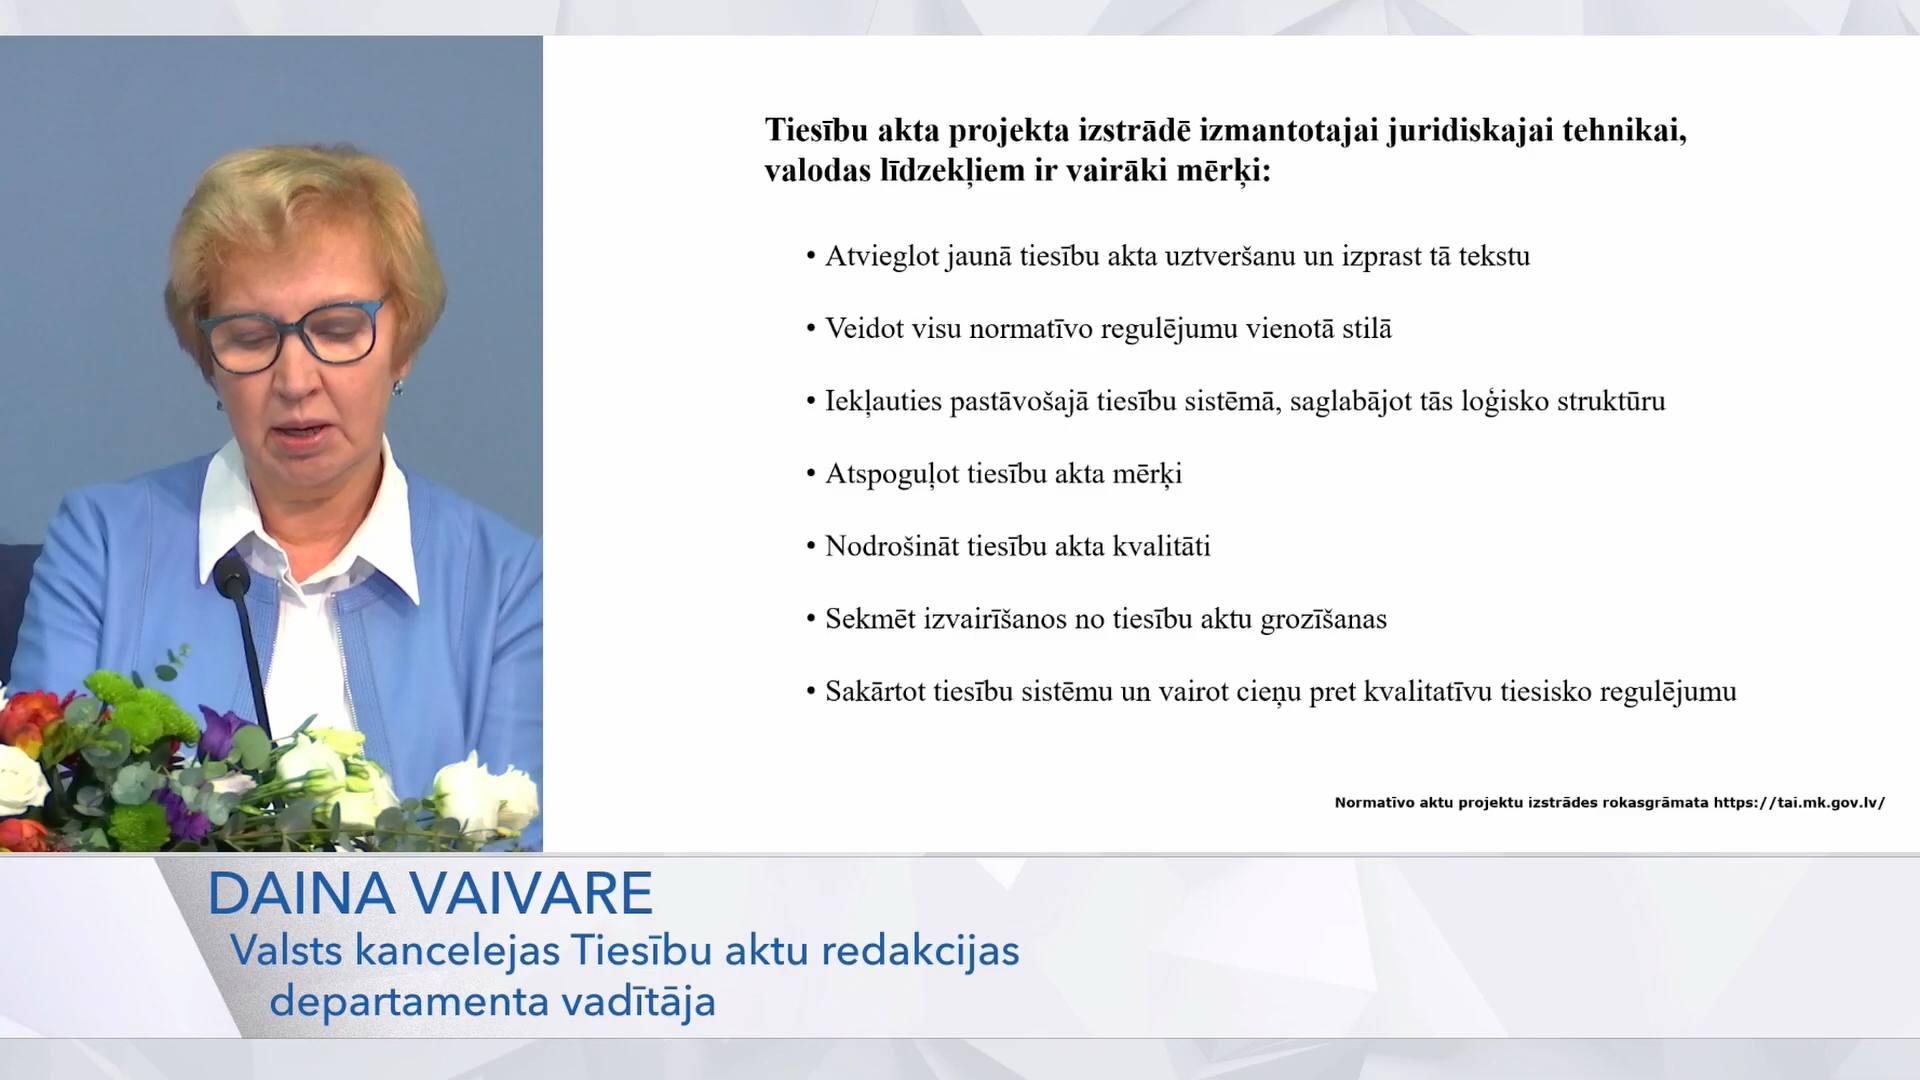 Tiesību akta projekta izstrādē izmantotajai juridiskajai tehnikai,
valodas līdzekļiem ir vairāki mērķi:
• Atvieglot jaunā tiesību akta uztveršanu un izprast tā tekstu
• Veidot visu normatīvo regulējumu vienotā stilā
• Iekļauties pastāvošajā tiesību sistēmā, saglabājot tās loģisko struktūru
• Atspoguļot tiesību akta mērķi
• Nodrošināt tiesību akta kvalitāti
• Sekmēt izvairīšanos no tiesību aktu grozīšanas
• Sakārtot tiesību sistēmu un vairot cieņu pret kvalitatīvu tiesisko regulējumu
Normatīvo aktu projektu izstrādes rokasgrāmata https://tai.mk.gov.lv/
DAINA VAIVARE
Valsts kancelejas Tiesību aktu redakcijas
departamenta vadītāja